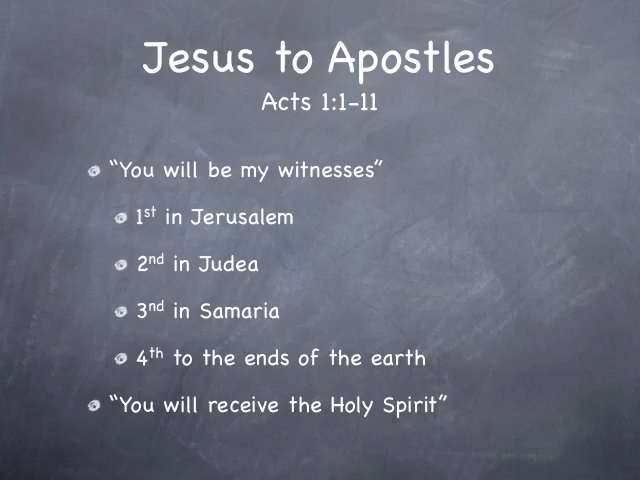 Jesus to Apostles
Acts 1:1-11
“You will be my witnesses”
1st in Jerusalem
2nd in Judea
3nd in Samaria
4th to the ends of the earth
“You will receive the Holy Spirit”